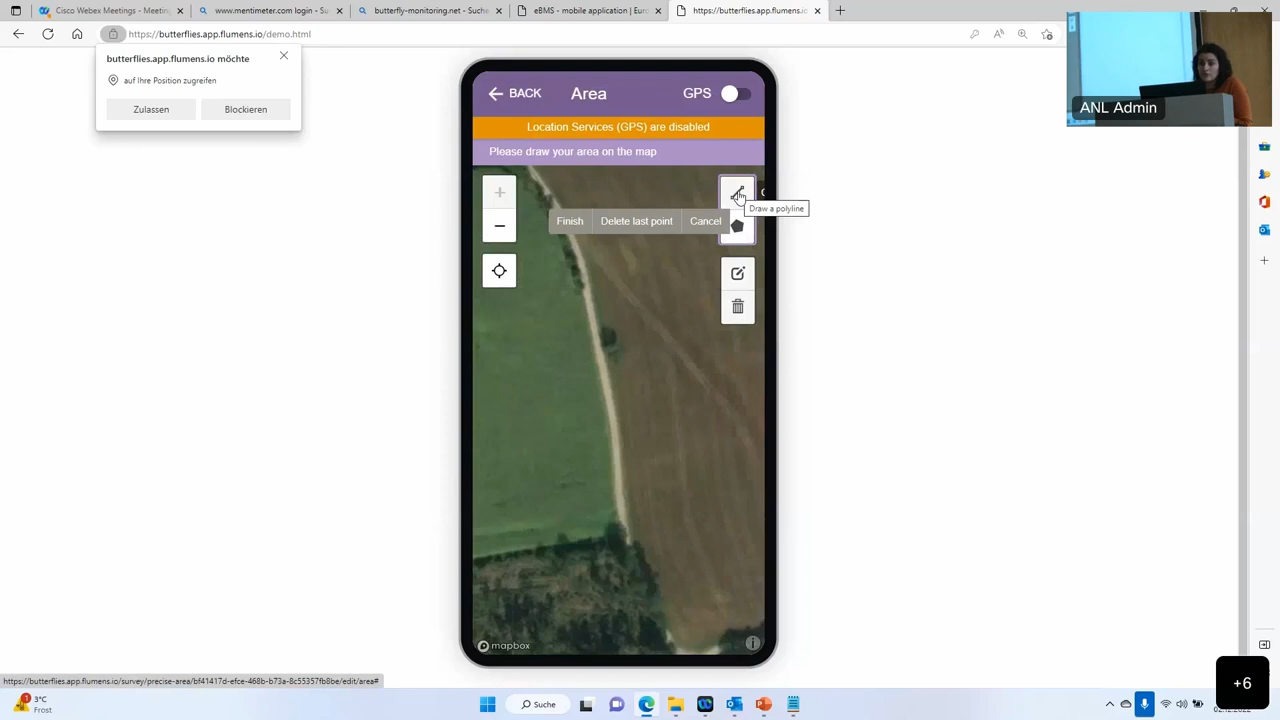 Cisco Webex Meetings - Meeting
www.mentimeter.com login - Su
butterfly-monitoring.net - Suche
eBMS - mobile application | Euro
https://butterflies.app.flumens.io
https://butterflies.app.flumens.io/demo.html
butterflies.app.flumens.io möchte
auf Ihre Position zugreifen
Zulassen
Blockieren
ANL Admin
BACK
Area
GPS
Location Services (GPS) are disabled
Please draw your area on the map
Draw a polyline
Finish
Delete last point
Cancel
mapbox
https://butterflies.app.flumens.io/survey/precise-area/bf41417d-efce-468b-b73a-8c55357fb8be/edit/area#
+6
1
3°C
Frost.
Suche